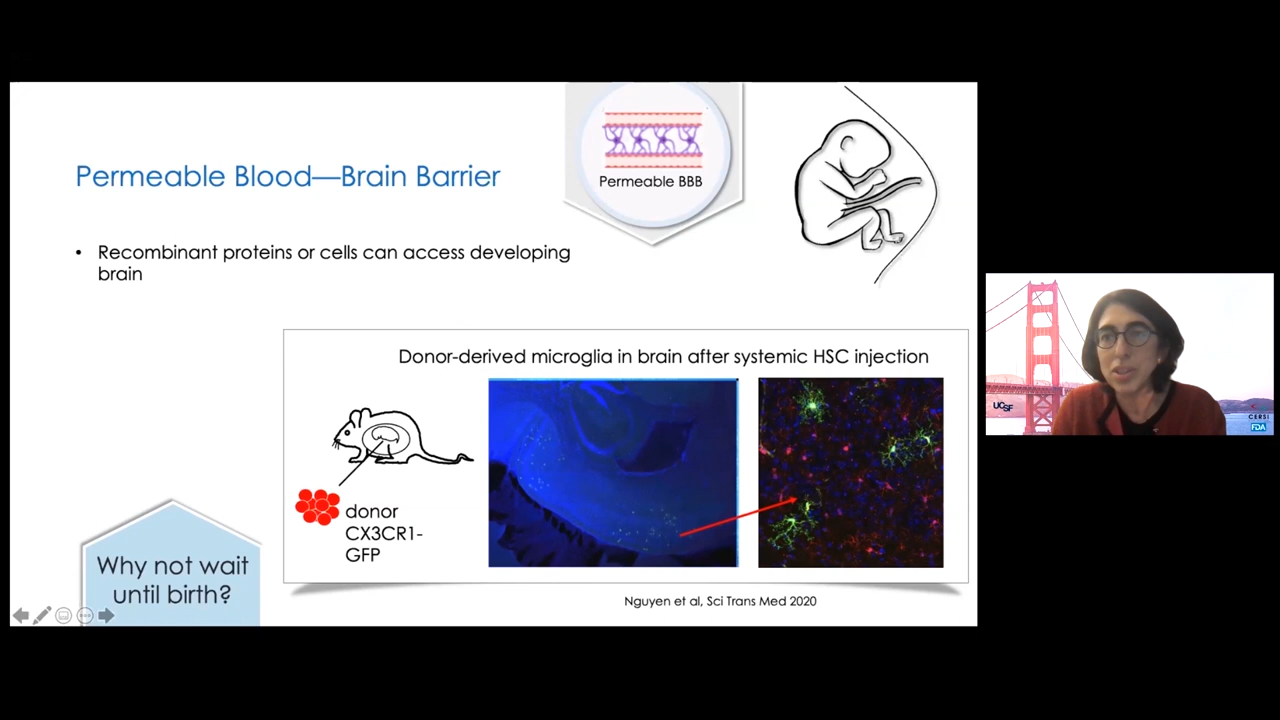 Permeable BBB
Permeable Blood—Brain Barrier
• Recombinant proteins or cells can access developing
brain
Donor-derived microglia in brain after systemic HSC injection
donor
CX3CR1-
GFP
Why not wait
until birth?
Nguyen et al, Sci Trans Med 2020
UCSF
CERSI
FDA